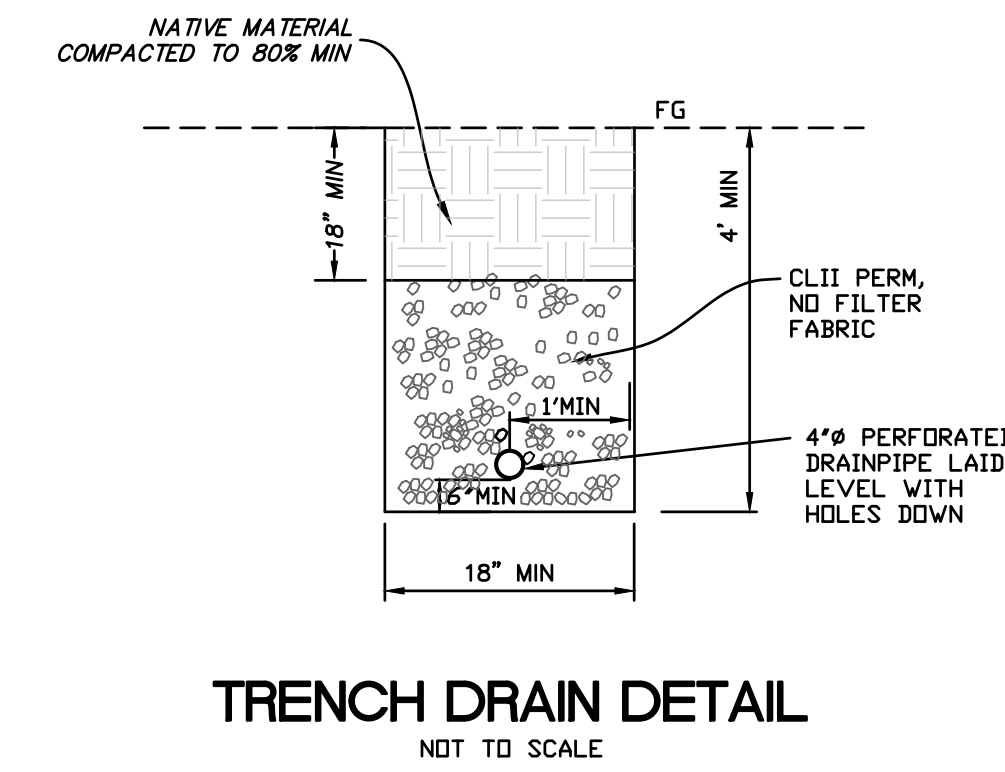 NATIVE MATERIAL
COMPACTED TO 80% MIN
FG
18" MIN
4' MIN
CLII PERM,
NO FILTER
FABRIC
1'MIN
4"Ø PERFORATED
DRAINPIPE LAID
LEVEL WITH
HOLES DOWN
6"MIN
18" MIN
TRENCH DRAIN DETAIL
NOT TO SCALE